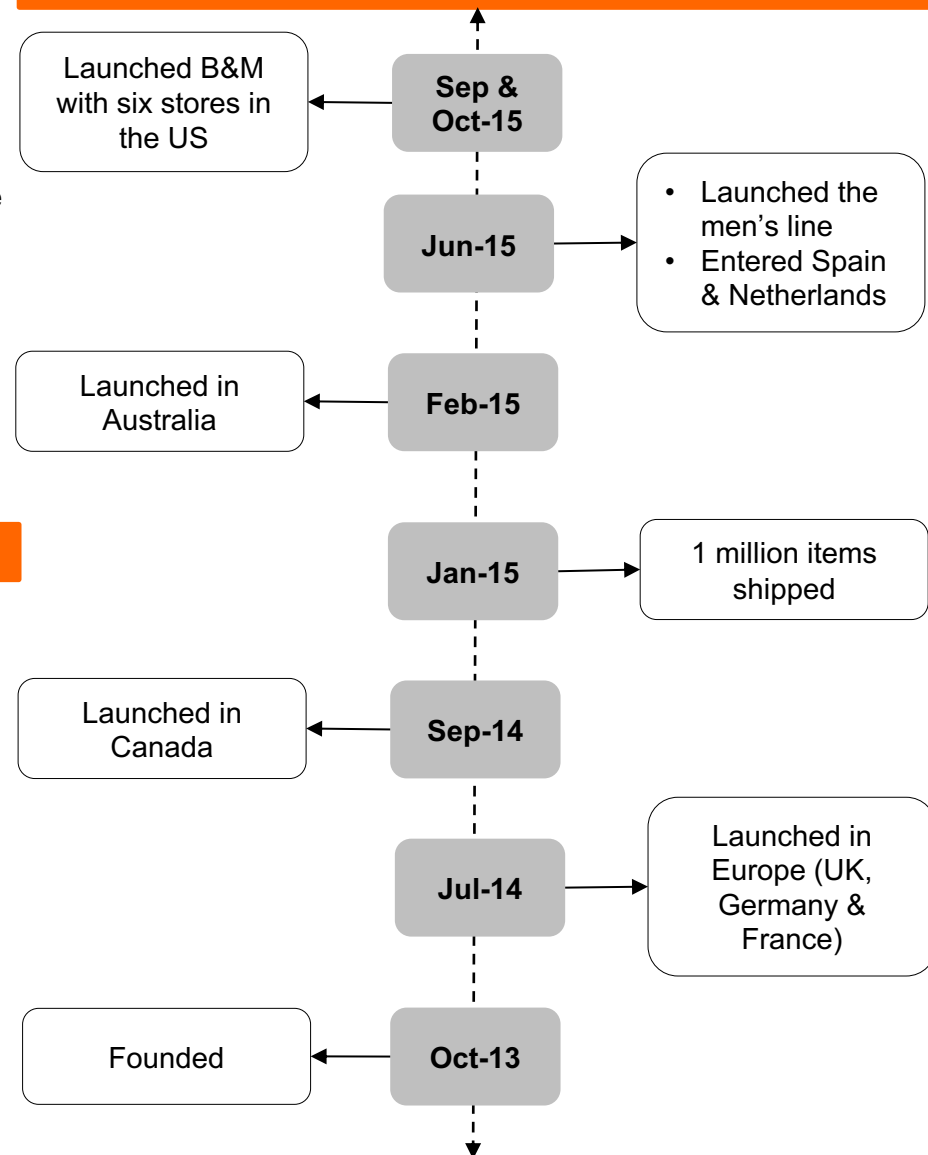 Launched B&M
with six stores in
the US
Sep &
Oct-15
e
Jun-15
• Launched the
men’s line
• Entered Spain
& Netherlands
Launched in
Australia
Feb-15
Jan-15
1 million items
shipped
Launched in
Canada
Sep-14
Jul-14
Launched in
Europe (UK,
Germany &
France)
Founded
Oct-13